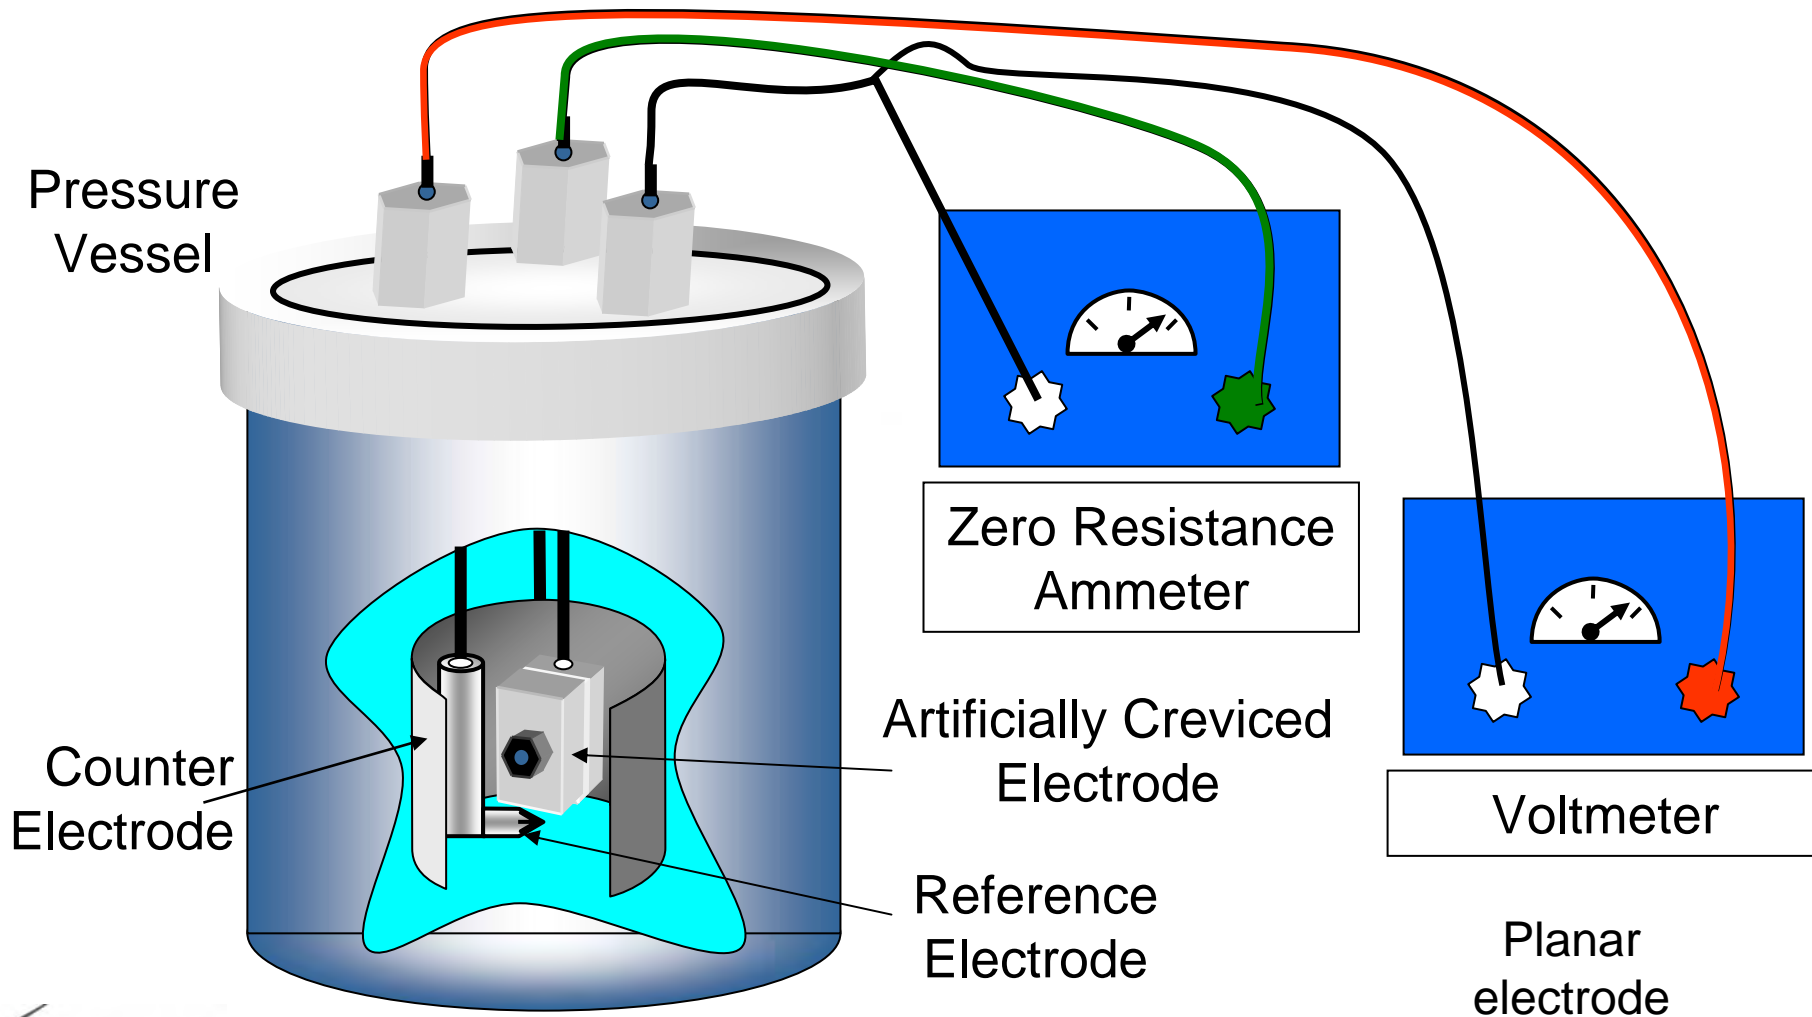 Pressure
Vessel
Zero Resistance
Ammeter
Artificially Creviced
Electrode
Counter
Electrode
Voltmeter
Reference
Electrode
Planar
electrode